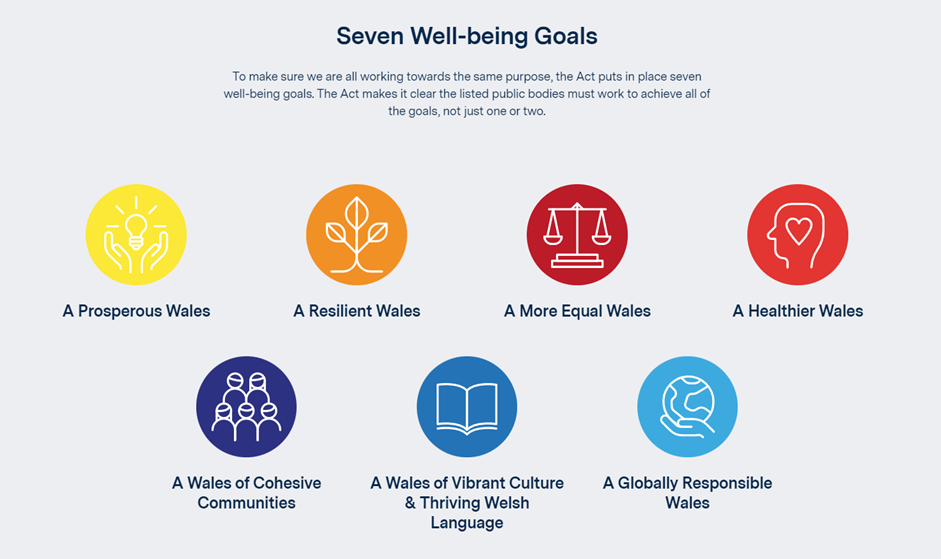 Seven Well-being Goals
To make sure we are all working towards the same purpose, the Act puts in place seven
well-being goals. The Act makes it clear the listed public bodies must work to achieve all of
the goals, not just one or two.
A Prosperous Wales
A Resilient Wales
A More Equal Wales
A Healthier Wales
A Wales of Cohesive
Communities
A Wales of Vibrant Culture
& Thriving Welsh
Language
A Globally Responsible
Wales